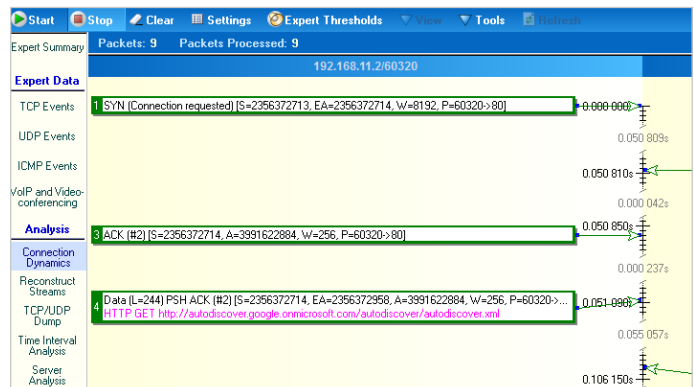 Start Stop Clear Settings Expert Thresholds View Tools Refresh
Expert Summary
Packets: 9 Packets Processed: 9
192.168.11.2/60320
Expert Data
TCP Events
1 SYN (Connection requested) [S=2356372713, EA=2356372714, W=8192, P=60320->80]
0.000 000s
UDP Events
0.050 809s
ICMP Events
0.050 810s
VoIP and Video-
conferencing
0.000 042s
Analysis
0.050 850s
3 ACK (#2) [S=2356372714, A=3991622884, W=256, P=60320->80]
Connection
Dynamics
0.000 237s
Reconstruct
Streams
4 Data (L=244) PSH ACK (#2) [S=2356372714, EA=2356372958, A=3991622884, W=256, P=60320->...
HTTP GET http://autodiscover.google.onmicrosoft.com/autodiscover/autodiscover.xml
0.051 090s
TCP/UDP
Dump
0.055 057s
Time Interval
Analysis
Server
Analysis
0.106 150s